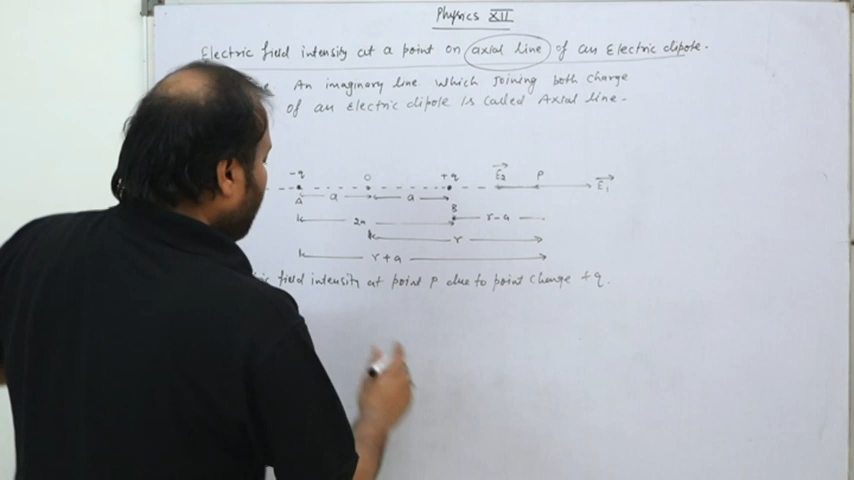 Physics XII
Electric field intensity at a point on axial line of an Electric dipole.
An imaginary line which joining both charge
of an Electric dipole is called Axial line.
-q O +q E2 P E1
A a a
B
2a r-a
r
r+a
field intensity at point P due to point charge +q.